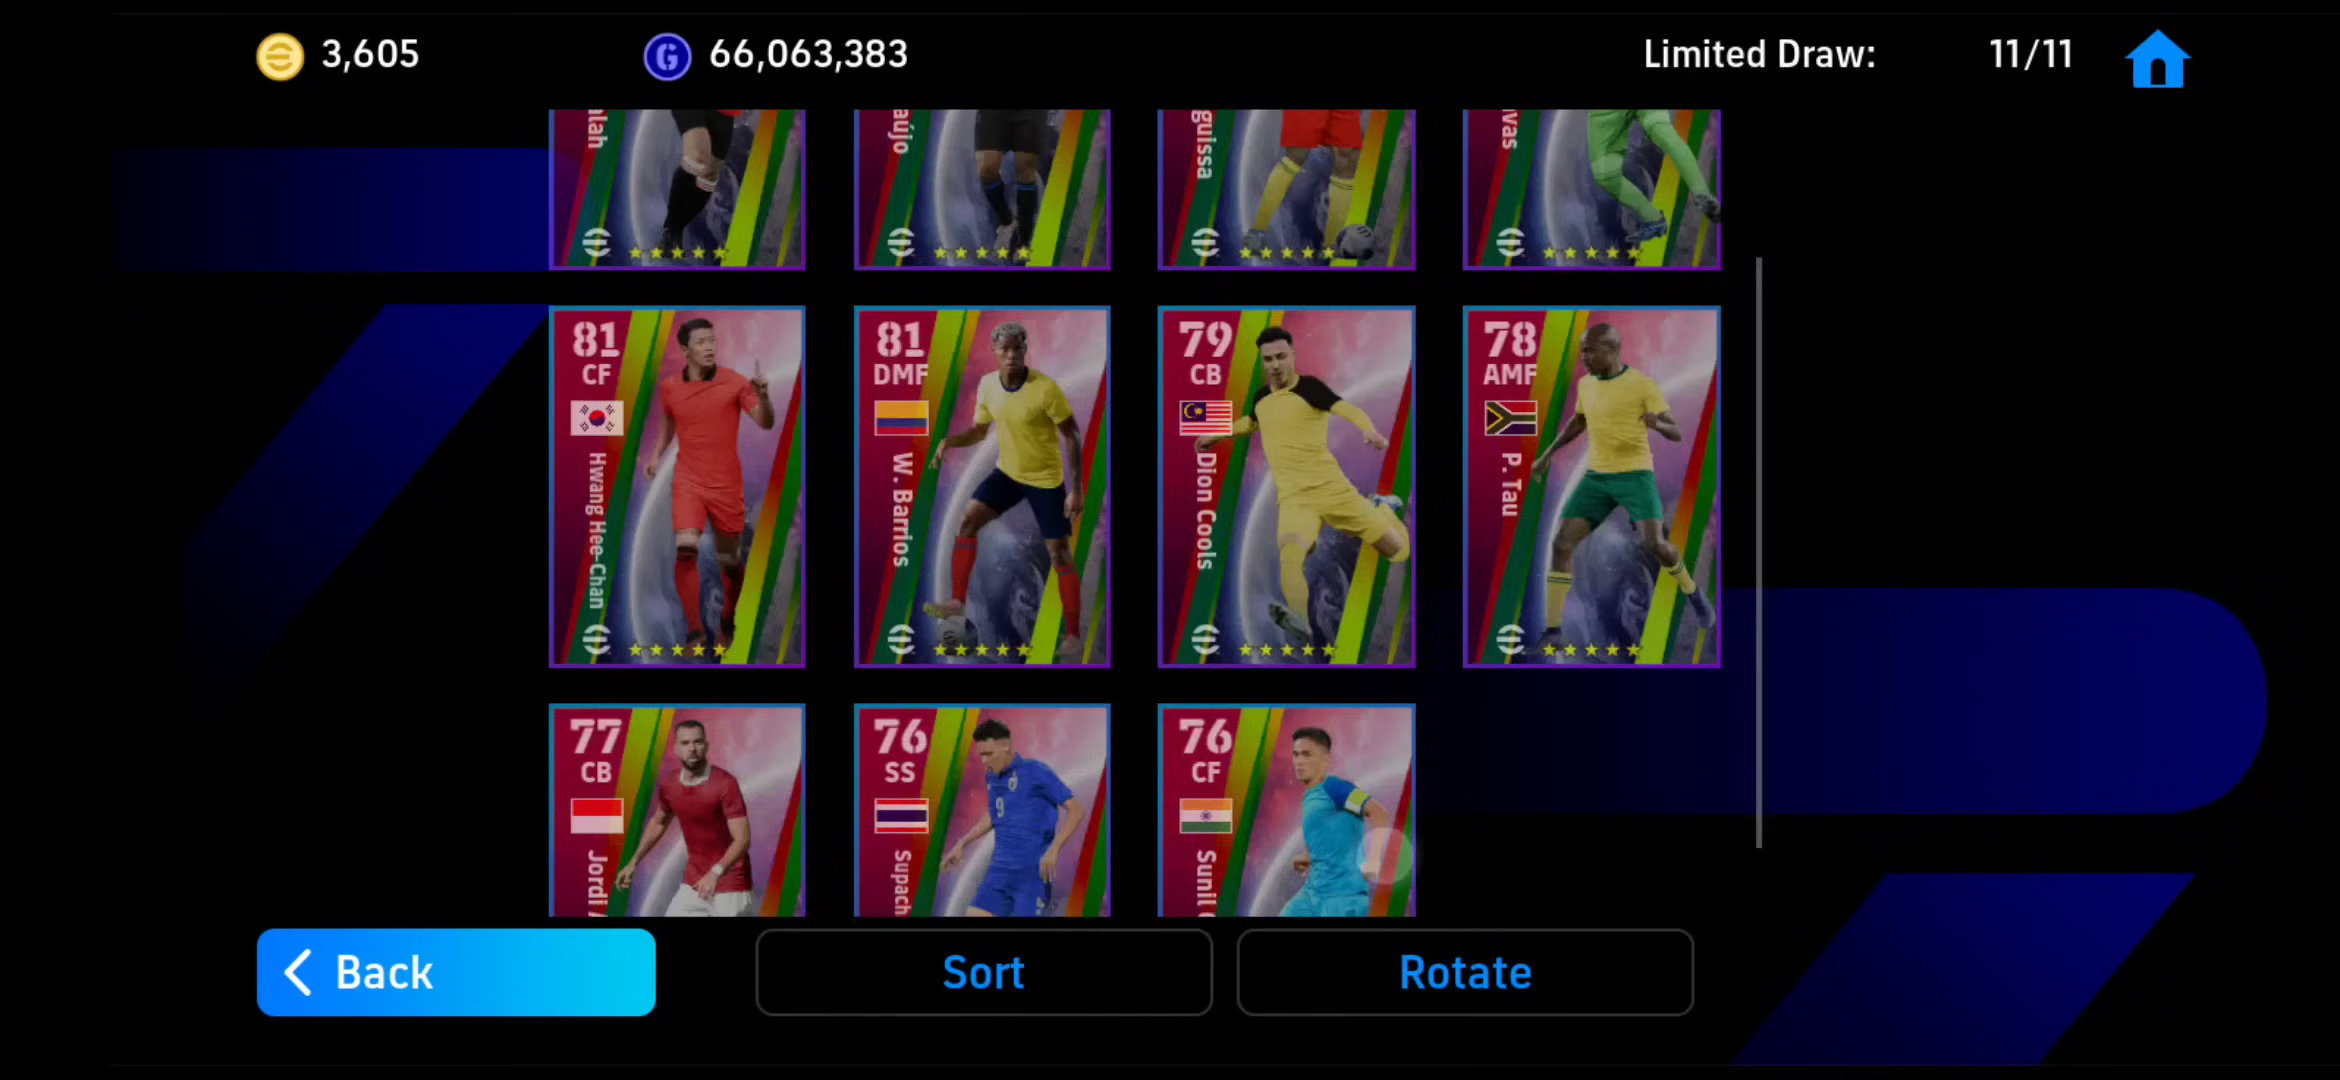 3,605
66,063,383
Limited Draw: 11/11
alah
aújo
guissa
vas
81
CF
Hwang Hee-Chan
81
DMF
W. Barrios
79
CB
Dion Cools
78
AMF
P. Tau
77
CB
Jordi
76
SS
Supach
9
76
CF
Sunil
Back
Sort
Rotate